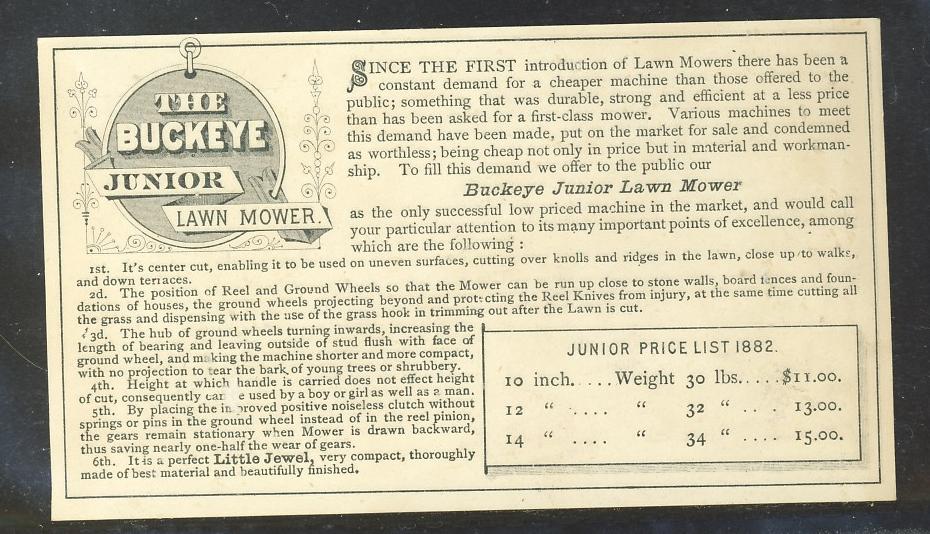 THE
BUCKEYE
JUNIOR
LAWN MOWER.
SINCE THE FIRST introduction of Lawn Mowers there has been a
constant demand for a cheaper machine than those offered to the
public; something that was durable, strong and efficient at a less price
than has been asked for a first-class mower. Various machines to meet
this demand have been made, put on the market for sale and condemned
as worthless; being cheap not only in price but in material and workman-
ship. To fill this demand we offer to the public our
Buckeye Junior Lawn Mower
as the only successful low priced machine in the market, and would call
your particular attention to its many important points of excellence, among
which are the following:
1st. It's center cut, enabling it to be used on uneven surfaces, cutting over knolls and ridges in the lawn, close up to walks,
and down terraces.
2d. The position of Reel and Ground Wheels so that the Mower can be run up close to stone walls, board fences and foun-
dations of houses, the ground wheels projecting beyond and protecting the Reel Knives from injury, at the same time cutting all
the grass and dispensing with the use of the grass hook in trimming out after the Lawn is cut.
3d. The hub of ground wheels turning inwards, increasing the
length of bearing and leaving outside of stud flush with face of
ground wheel, and making the machine shorter and more compact,
with no projection to tear the bark of young trees or shrubbery.
4th. Height at which handle is carried does not effect height
of cut, consequently can be used by a boy or girl as well as a man.
5th. By placing the improved positive noiseless clutch without
springs or pins in the ground wheel instead of in the reel pinion,
the gears remain stationary when Mower is drawn backward,
thus saving nearly one-half the wear of gears.
6th. It is a perfect Little Jewel, very compact, thoroughly
made of best material and beautifully finished.
JUNIOR PRICE LIST 1882.
10 inch.....Weight 30 lbs.....$11.00.
12 " .... " 32 " .... 13.00.
14 " .... " 34 " .... 15.00.